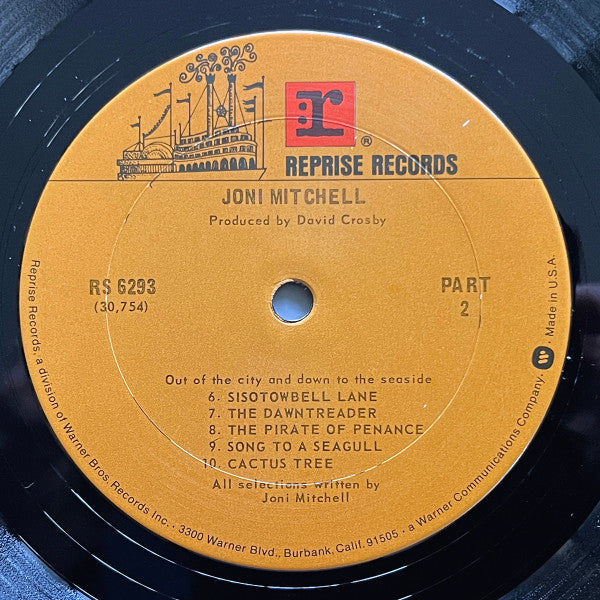 r
®
REPRISE RECORDS
JONI MITCHELL
Produced by David Crosby
RS 6293
(30,754)
PART
2
Out of the city and down to the seaside
6. SISOTOWBELL LANE
7. THE DAWNTREADER
8. THE PIRATE OF PENANCE
9. SONG TO A SEAGULL
10. CACTUS TREE
All selections written by
Joni Mitchell
Reprise Records, a division of Warner Bros. Records Inc. · 3300 Warner Blvd., Burbank, Calif. 91505 · a Warner Communications Company. · W · Made in U.S.A.